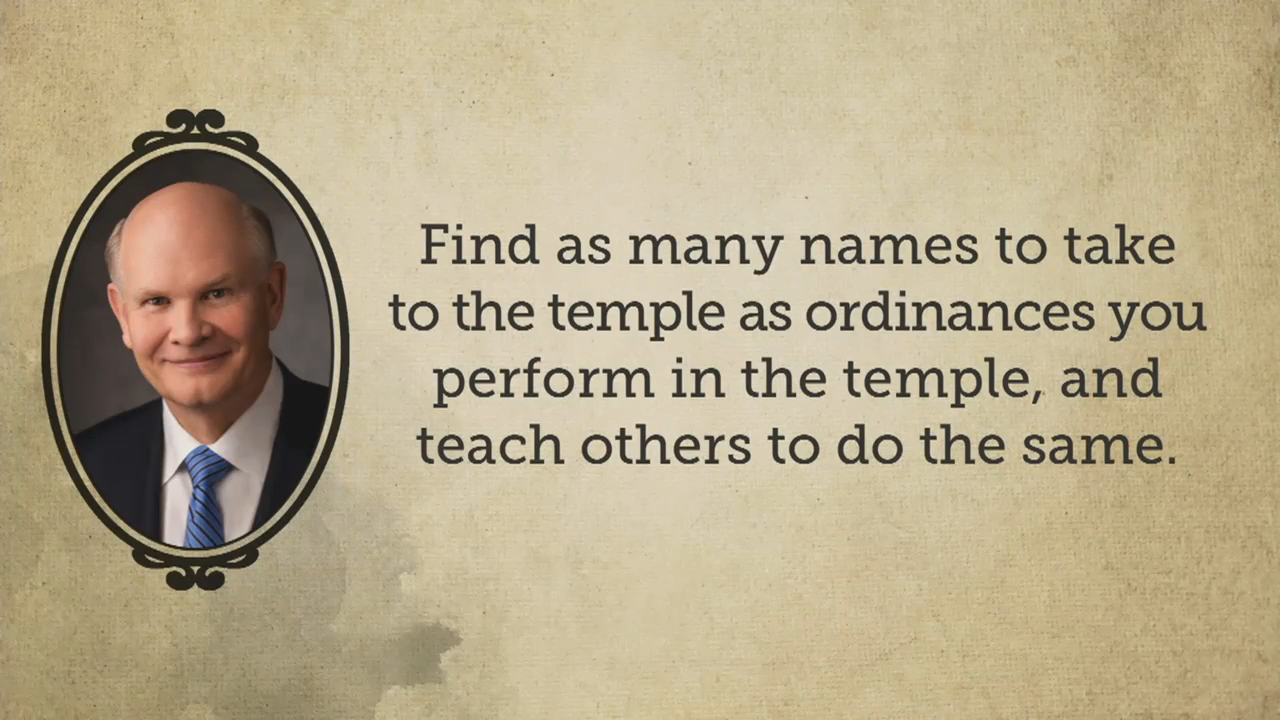 Find as many names to take
to the temple as ordinances you
perform in the temple, and
teach others to do the same.